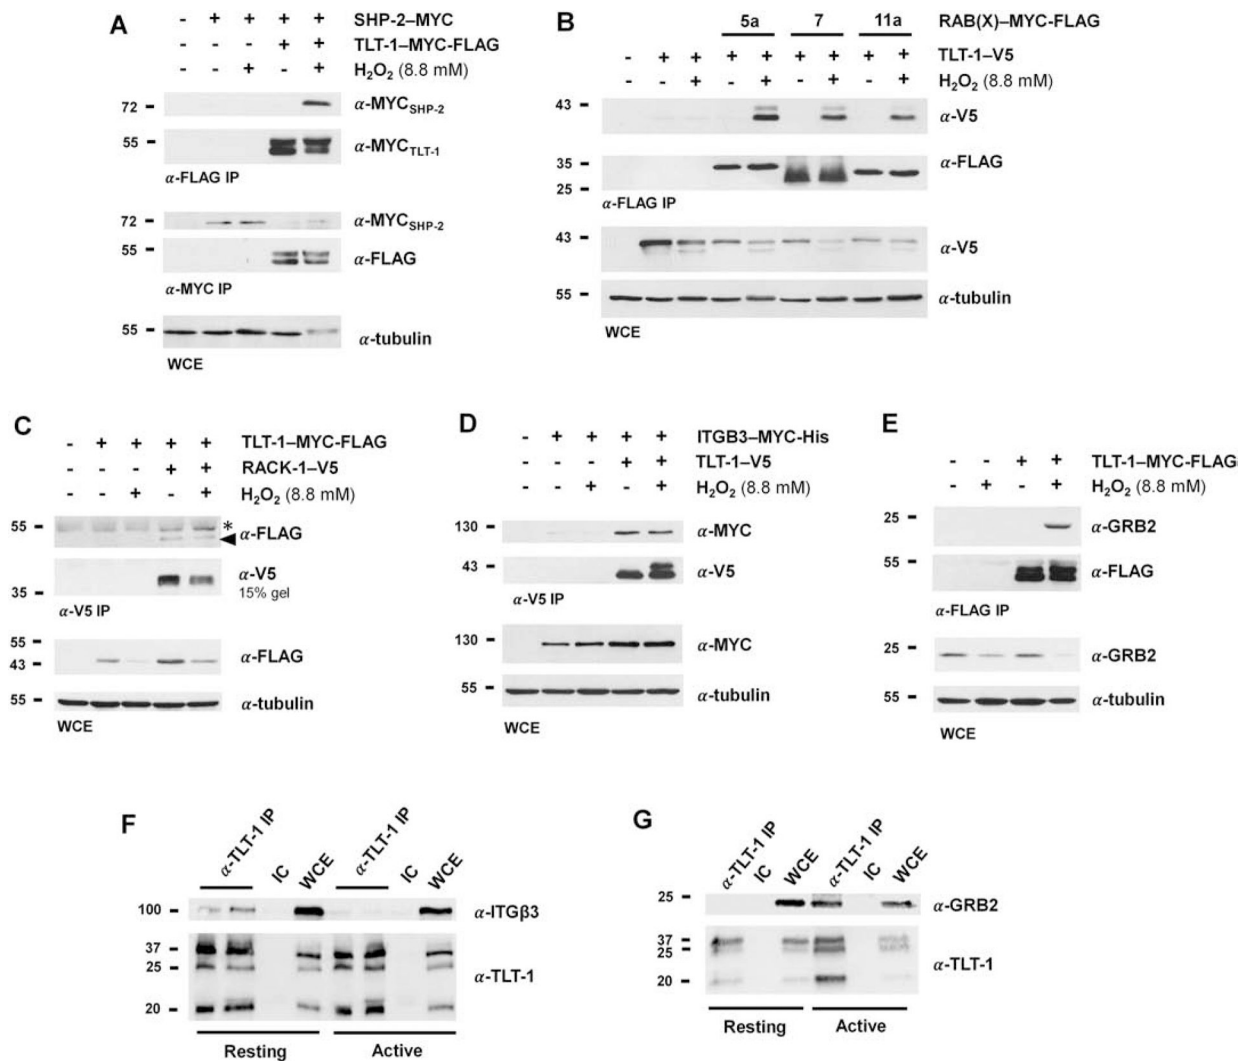 A
- + + + + SHP-2–MYC
- - - + + TLT-1–MYC-FLAG
- - + - + H₂O₂ (8.8 mM)
72 α-MYC SHP-2
55 α-MYC TLT-1
α-FLAG IP
72 α-MYC SHP-2
55 α-FLAG
α-MYC IP
55 α-tubulin
WCE
B
5a 7 11a RAB(X)–MYC-FLAG
- + + + + + + + + TLT-1–V5
- - + - + - + - + H₂O₂ (8.8 mM)
43 α-V5
35 α-FLAG
25
α-FLAG IP
43 α-V5
55 α-tubulin
WCE
C
- + + + + TLT-1–MYC-FLAG
- - - + + RACK-1–V5
- - + - + H₂O₂ (8.8 mM)
55 * α-FLAG
α-V5
15% gel
35
α-V5 IP
55
43 α-FLAG
55 α-tubulin
WCE
D
- + + + + ITGB3–MYC-His
- - - + + TLT-1–V5
- - + - + H₂O₂ (8.8 mM)
130 α-MYC
43 α-V5
α-V5 IP
130 α-MYC
55 α-tubulin
WCE
E
- - + + TLT-1–MYC-FLAG
- + - + H₂O₂ (8.8 mM)
25 α-GRB2
55 α-FLAG
α-FLAG IP
25 α-GRB2
55 α-tubulin
WCE
F
α-TLT-1 IP IC WCE α-TLT-1 IP IC WCE
100 α-ITGβ3
37
25 α-TLT-1
20
Resting Active
G
α-TLT-1 IP IC WCE α-TLT-1 IP IC WCE
25 α-GRB2
37
25 α-TLT-1
20
Resting Active